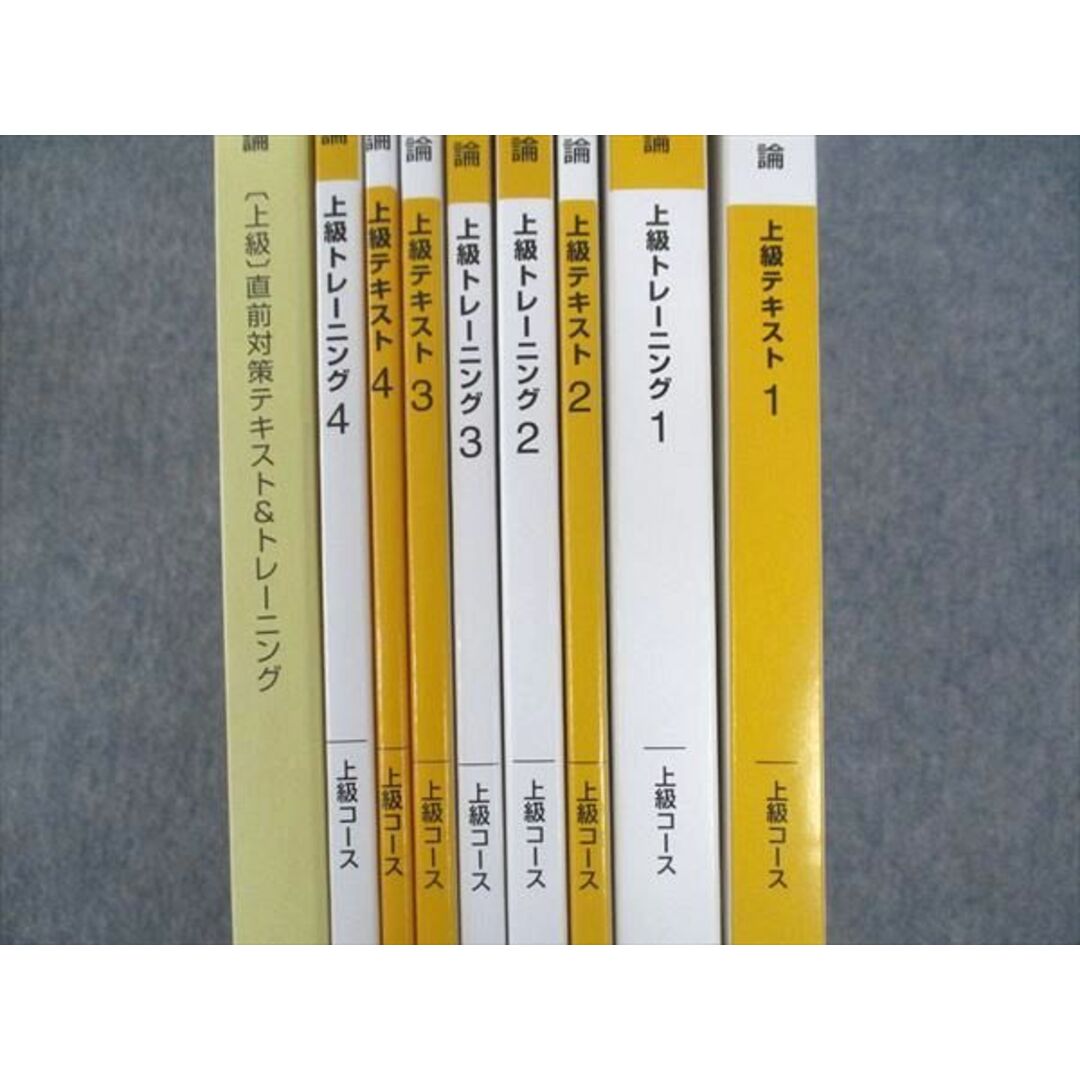 論
〔上級〕直前対策テキスト&トレーニング
論
上級トレーニング 4
上級コース
論
上級テキスト 4
上級コース
論
上級テキスト 3
上級コース
論
上級トレーニング 3
上級コース
論
上級トレーニング 2
上級コース
論
上級テキスト 2
上級コース
論
上級トレーニング 1
上級コース
論
上級テキスト 1
上級コース